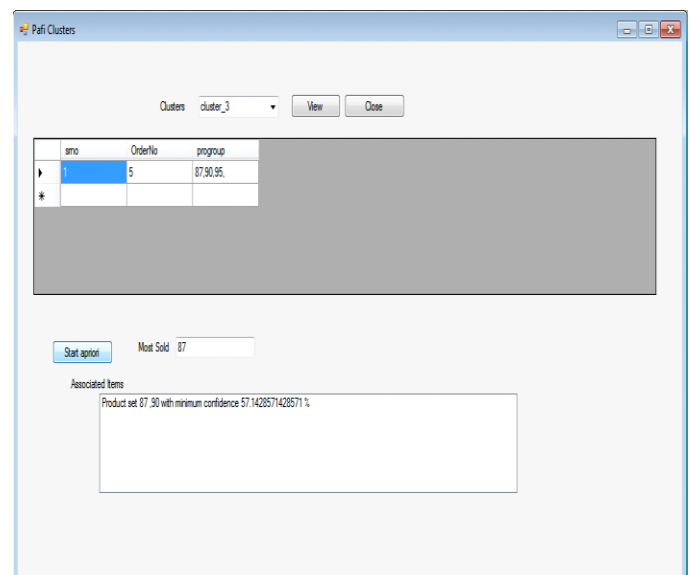 Pafi Clusters
Clusters cluster_3 View Close
srno OrderNo progroup
1 5 87,90,95,
Start apriori Most Sold 87
Associated Items
Product set 87 ,90 with minimum confidence 57.1428571428571 %